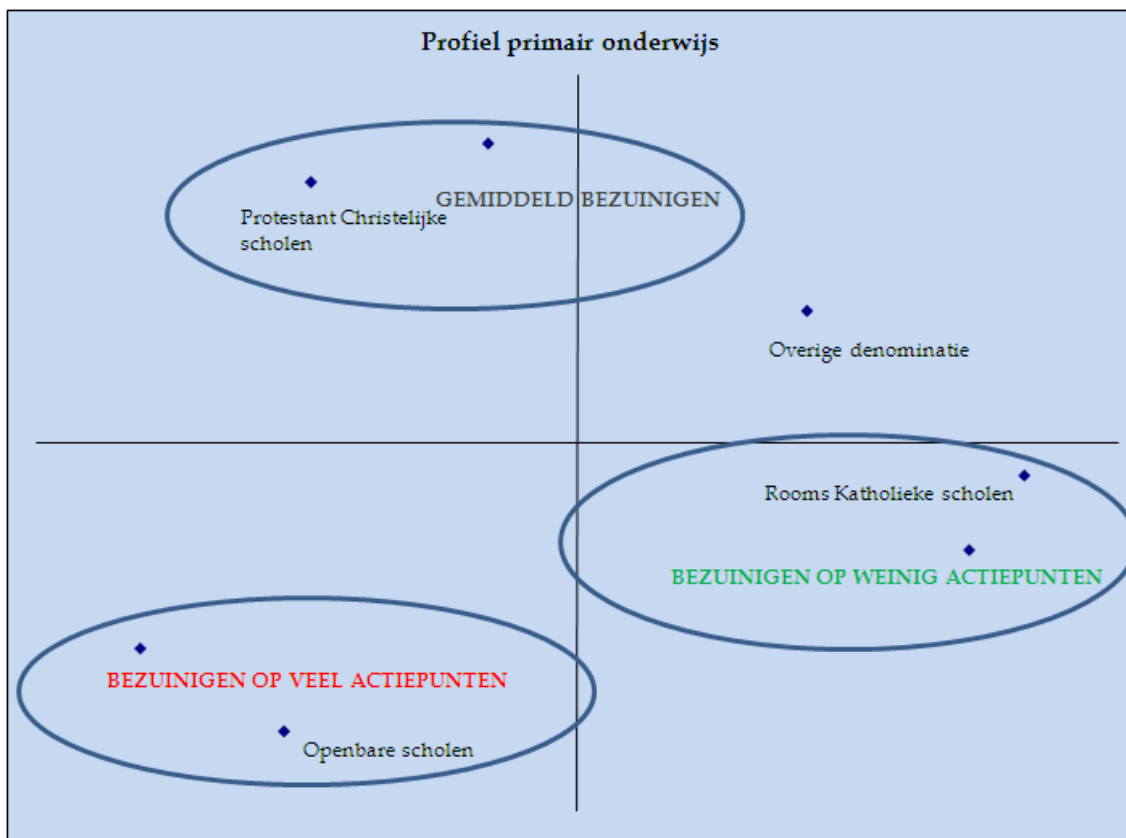 Profiel primair onderwijs
GEMIDDELD BEZUINIGEN
Protestant Christelijke
scholen
Overige denominatie
Rooms Katholieke scholen
BEZUINIGEN OP WEINIG ACTIEPUNTEN
BEZUINIGEN OP VEEL ACTIEPUNTEN
Openbare scholen